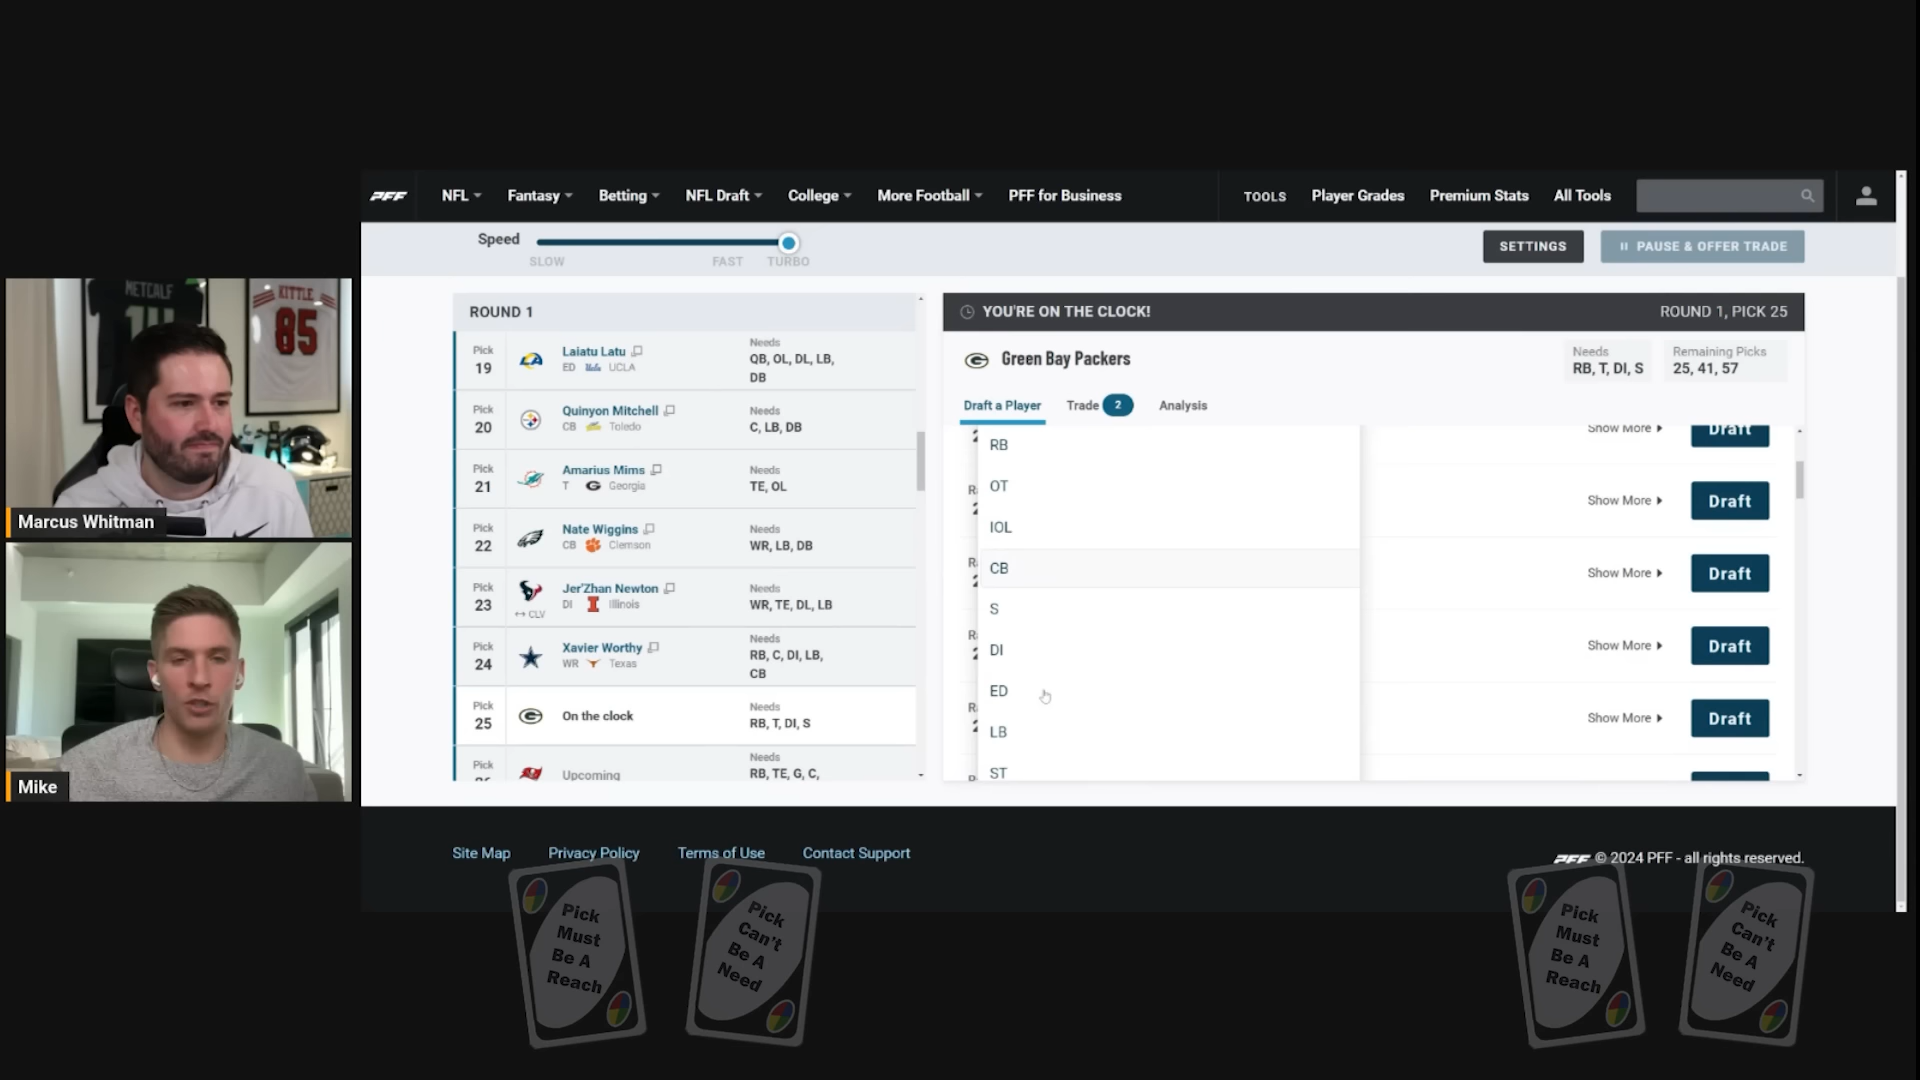 PFF
NFL
Fantasy
Betting
NFL Draft
College
More Football
PFF for Business
TOOLS
Player Grades
Premium Stats
All Tools
Speed
SLOW
FAST
TURBO
SETTINGS
PAUSE & OFFER TRADE
METCALF
14
KITTLE
85
Marcus Whitman
Mike
ROUND 1
Pick
19
Laiatu Latu
ED UCLA
Needs
QB, OL, DL, LB,
DB
Pick
20
Quinyon Mitchell
CB Toledo
Needs
C, LB, DB
Pick
21
Amarius Mims
T G Georgia
Needs
TE, OL
Pick
22
Nate Wiggins
CB Clemson
Needs
WR, LB, DB
Pick
23
↔ CLV
Jer'Zhan Newton
DI I Illinois
Needs
WR, TE, DL, LB
Pick
24
Xavier Worthy
WR Texas
Needs
RB, C, DI, LB,
CB
Pick
25
G
On the clock
Needs
RB, T, DI, S
Pick
26
Upcoming
Needs
RB, TE, G, C,
YOU'RE ON THE CLOCK!
ROUND 1, PICK 25
G
Green Bay Packers
Needs
RB, T, DI, S
Remaining Picks
25, 41, 57
Draft a Player
Trade 2
Analysis
RB
OT
IOL
CB
S
DI
ED
LB
ST
Show More
Draft
Show More
Draft
Show More
Draft
Show More
Draft
Show More
Draft
Site Map
Privacy Policy
Terms of Use
Contact Support
PFF © 2024 PFF - all rights reserved.
Pick
Must
Be A
Reach
Pick
Can't
Be A
Need
Pick
Must
Be A
Reach
Pick
Can't
Be A
Need